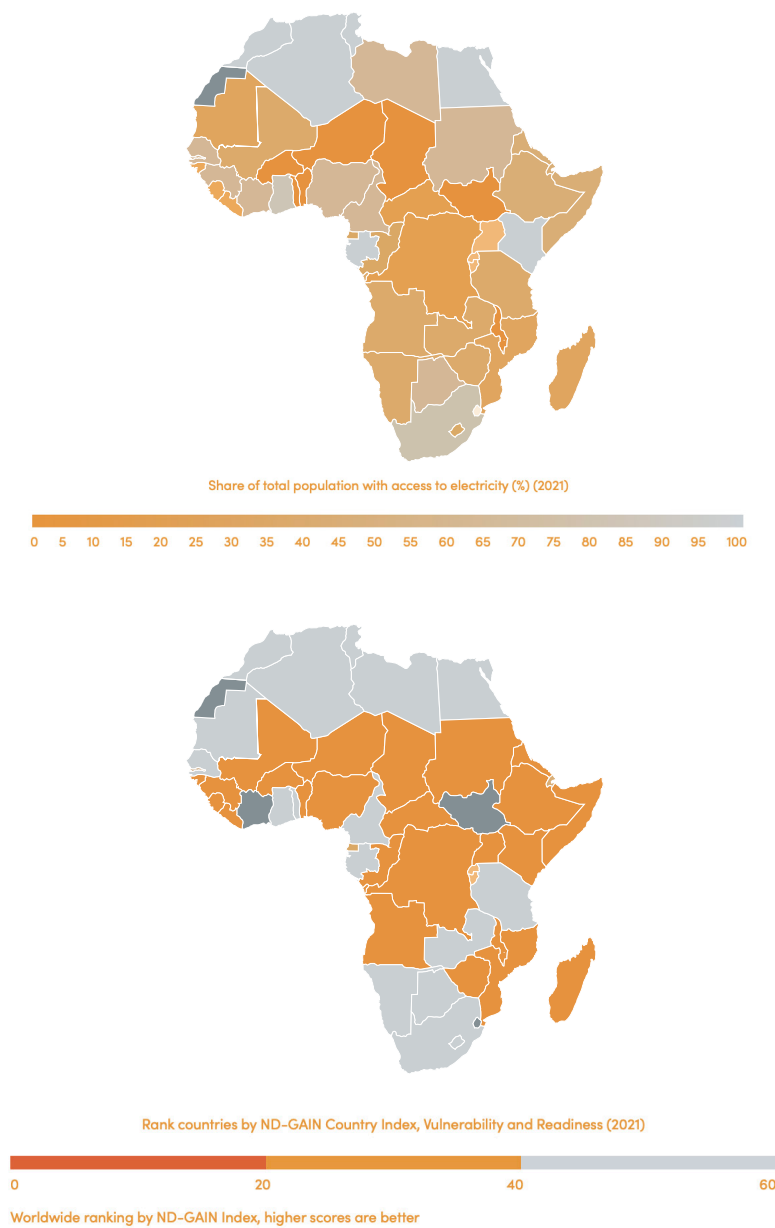 Share of total population with access to electricity (%) (2021)
0 5 10 15 20 25 30 35 40 45 50 55 60 65 70 75 80 85 90 95 100
Rank countries by ND-GAIN Country Index, Vulnerability and Readiness (2021)
0 20 40 60
Worldwide ranking by ND-GAIN Index, higher scores are better